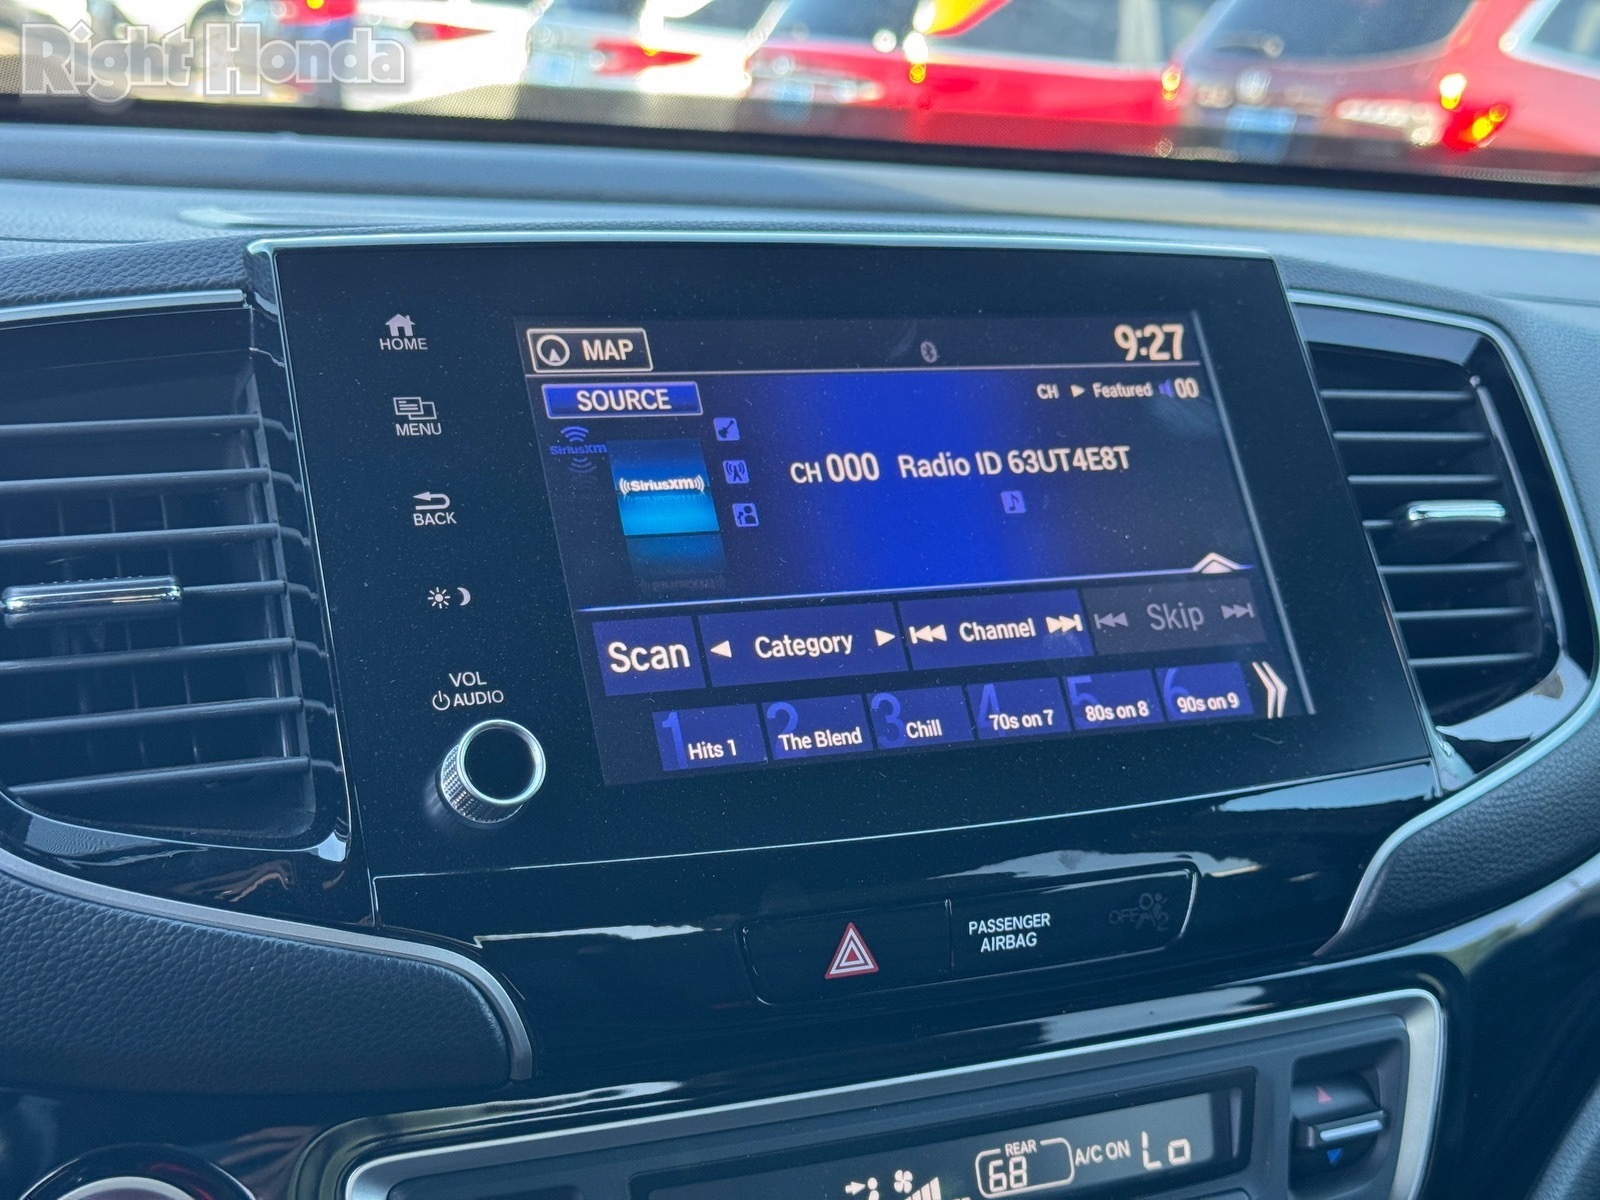 Right Honda
HOME
MAP
9:27
SOURCE
CH ► Featured 00
MENU
SiriusXM
((SiriusXM))
CH 000 Radio ID 63UT4E8T
BACK
Scan
◄ Category ►
Channel
Skip
VOL
AUDIO
1 Hits 1
2 The Blend
3 Chill
4 70s on 7
5 80s on 8
6 90s on 9
PASSENGER
AIRBAG
OFF
2
REAR
68
A/C ON
Lo